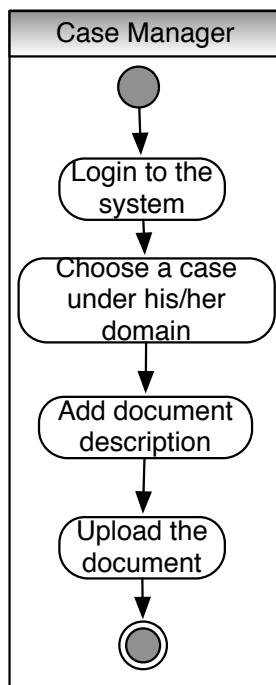 Case Manager
Login to the
system
Choose a case
under his/her
domain
Add document
description
Upload the
document